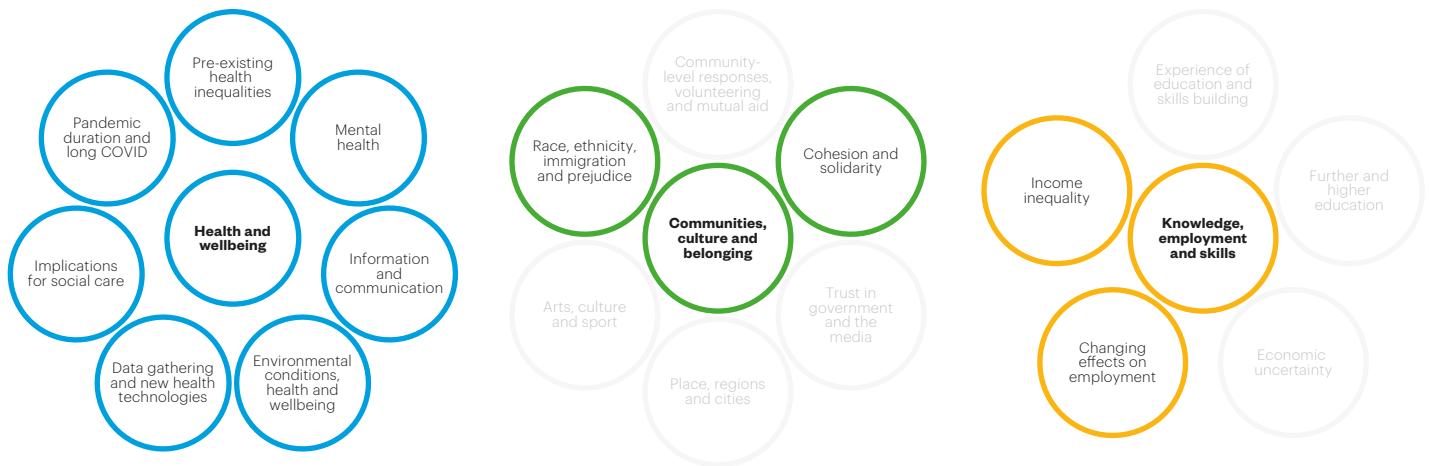 Pre-existing
health
inequalities
Mental
health
Information
and
communication
Environmental
conditions,
health and
wellbeing
Data gathering
and new health
technologies
Implications
for social care
Pandemic
duration and
long COVID
Health and
wellbeing
Community-
level responses,
volunteering
and mutual aid
Cohesion and
solidarity
Trust in
government
and the
media
Place, regions
and cities
Arts, culture
and sport
Race, ethnicity,
immigration
and prejudice
Communities,
culture and
belonging
Experience of
education and
skills building
Further and
higher
education
Economic
uncertainty
Changing
effects on
employment
Income
inequality
Knowledge,
employment
and skills